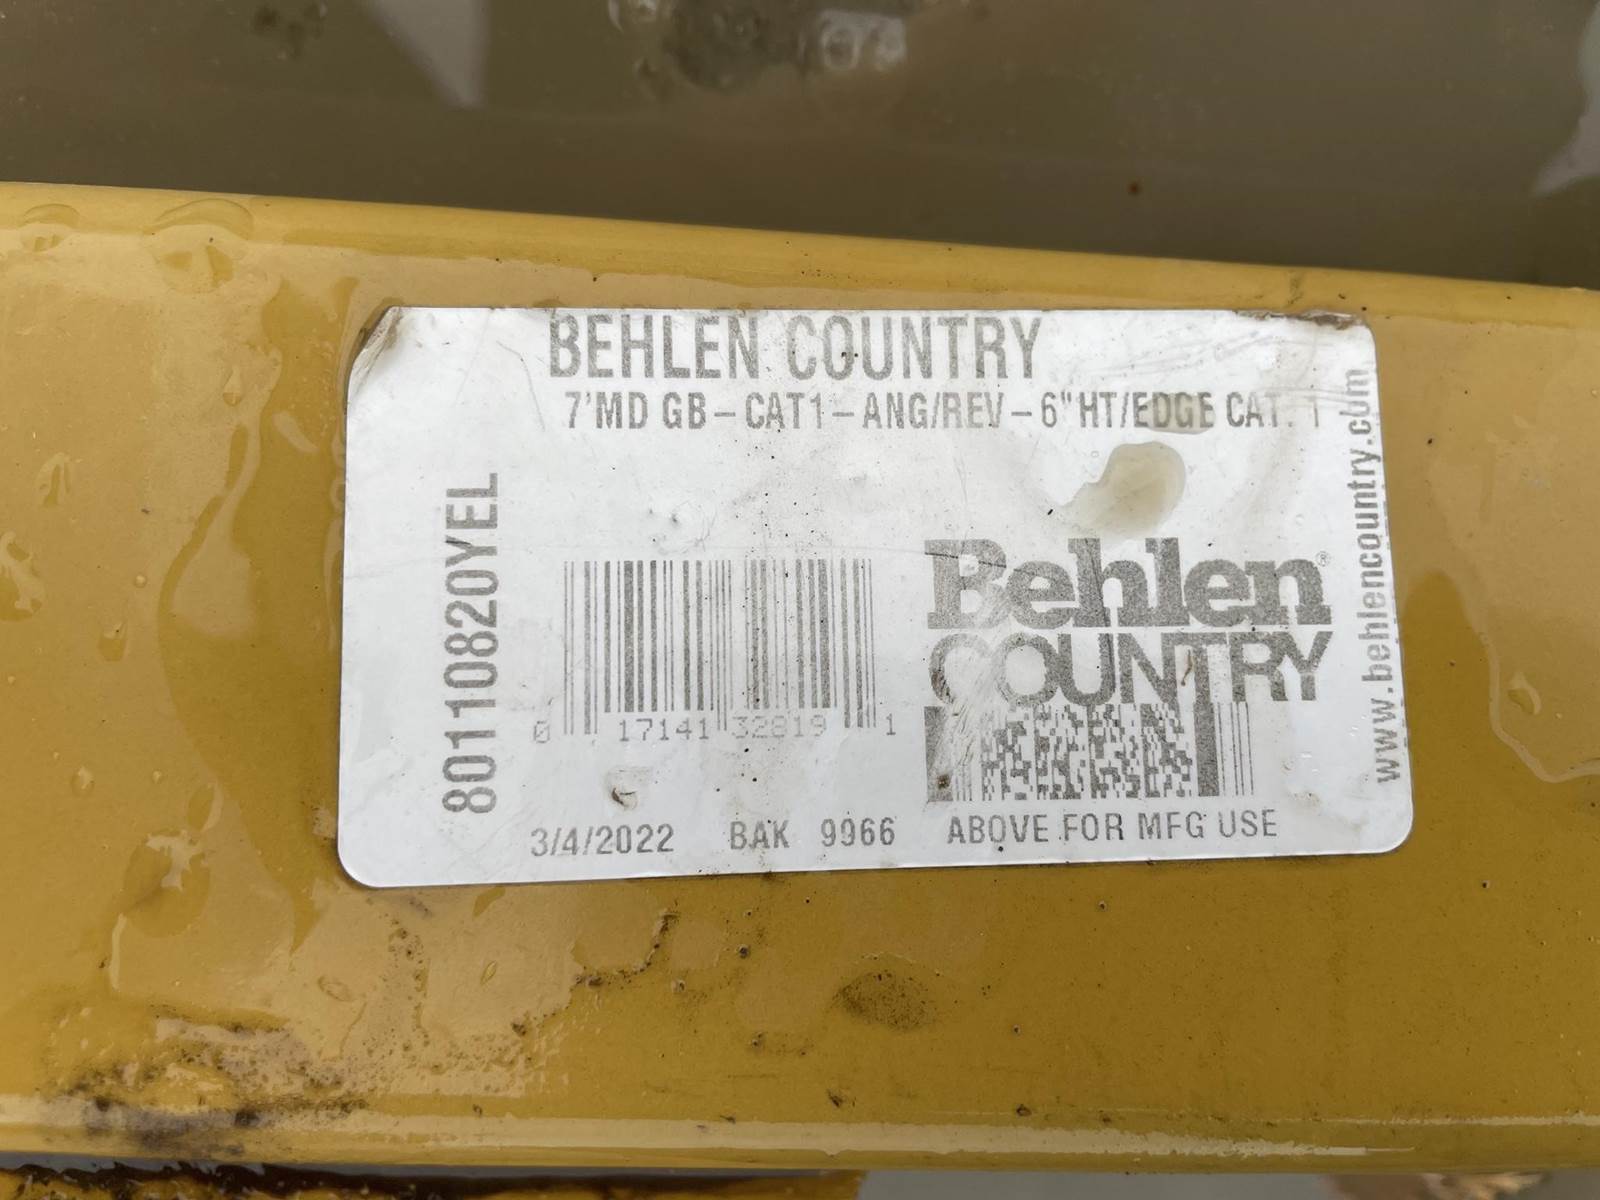 BEHLEN COUNTRY
7'MD GB-CAT1-ANG/REV-6"HT/EDGE CAT. 1
80110820YEL
0 17141 32819 1
Behlen®
COUNTRY
www.behlencountry.com
3/4/2022 BAK 9966 ABOVE FOR MFG USE